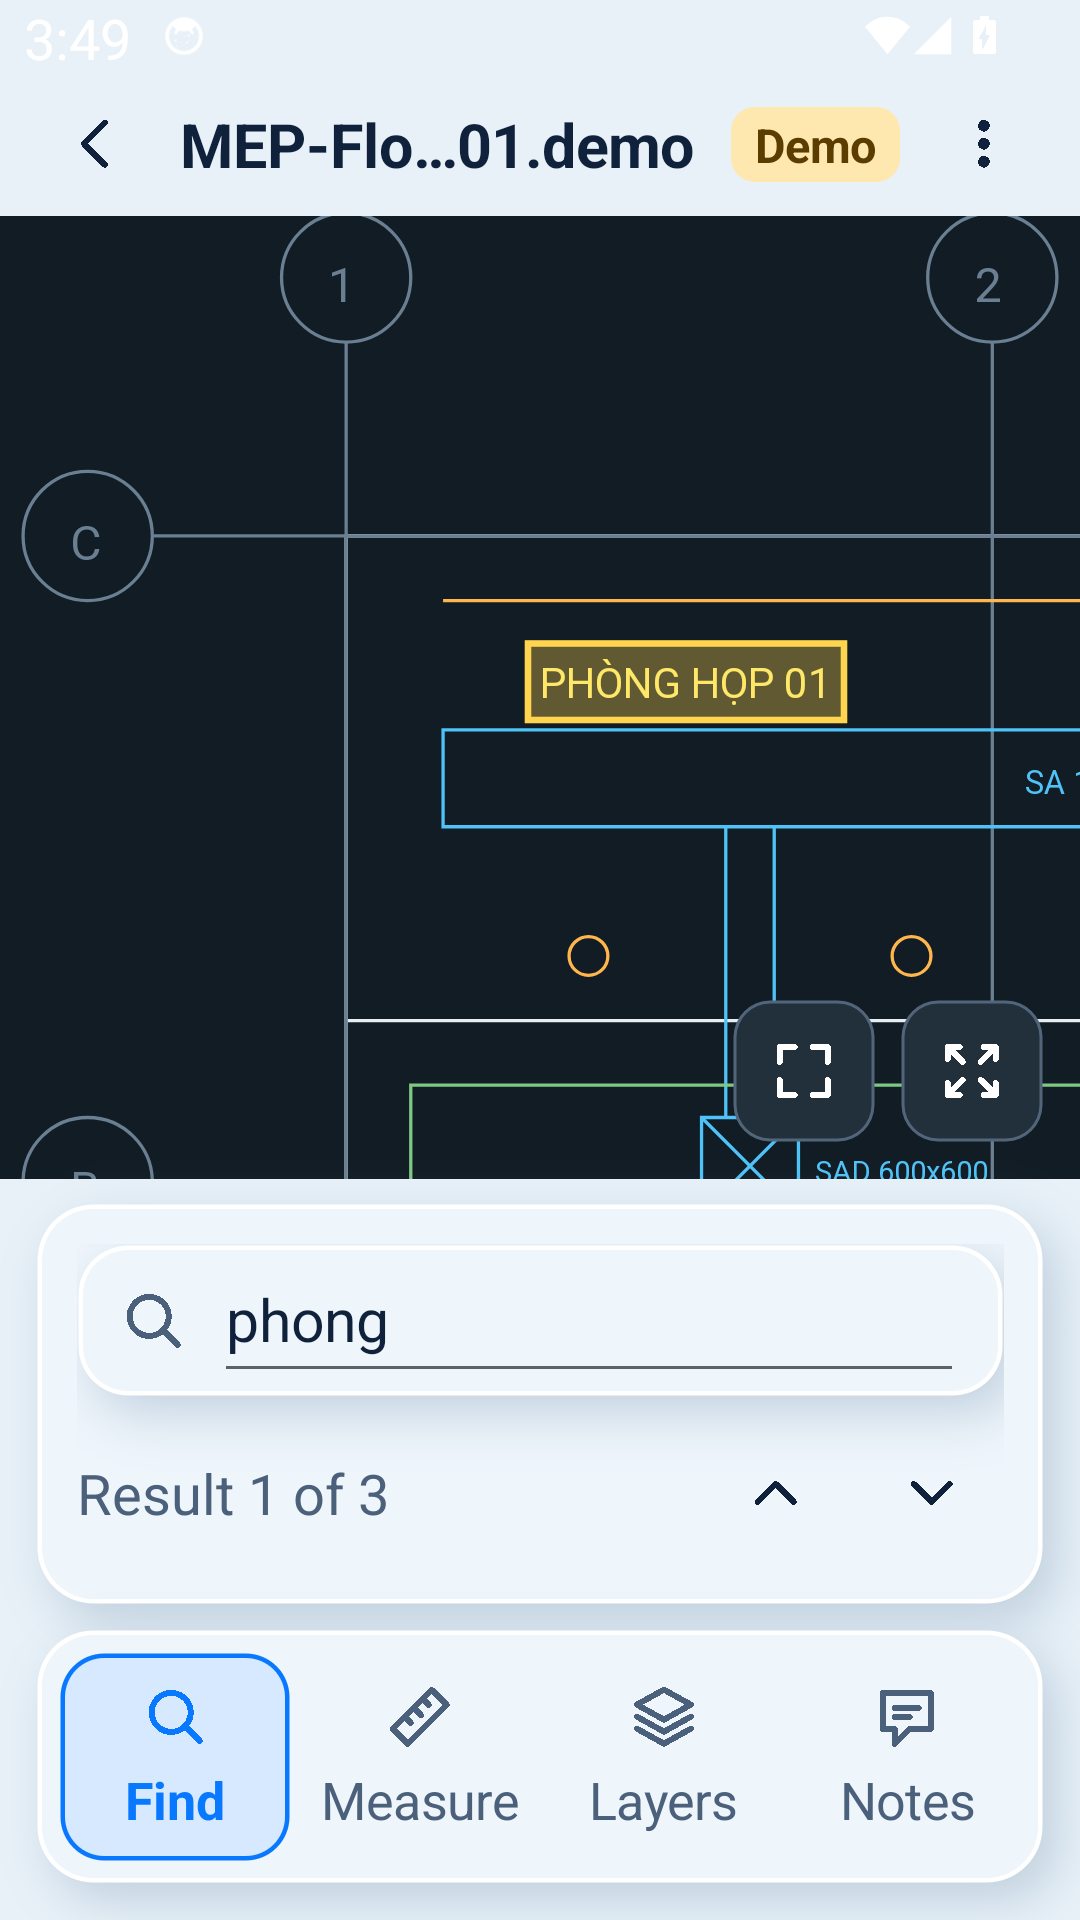 3:49
MEP-Flo...01.demo
Demo
1
2
C
PHÒNG HỌP 01
SA
SAD 600x600
phong
Result 1 of 3
Find
Measure
Layers
Notes